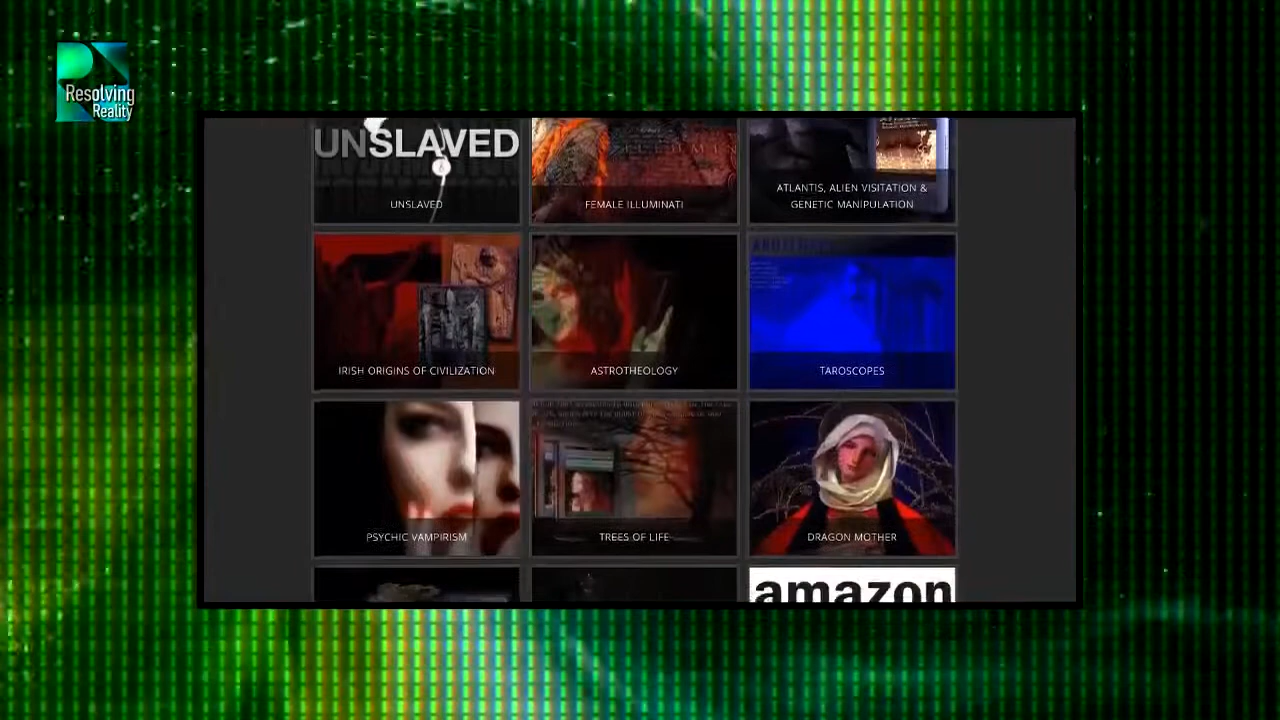 Resolving
Reality
UNSLAVED
UNSLAVED
FEMALE ILLUMINATI
ATLANTIS, ALIEN VISITATION &
GENETIC MANIPULATION
IRISH ORIGINS OF CIVILIZATION
ASTROTHEOLOGY
TAROSCOPES
PSYCHIC VAMPIRISM
TREES OF LIFE
DRAGON MOTHER
amazon